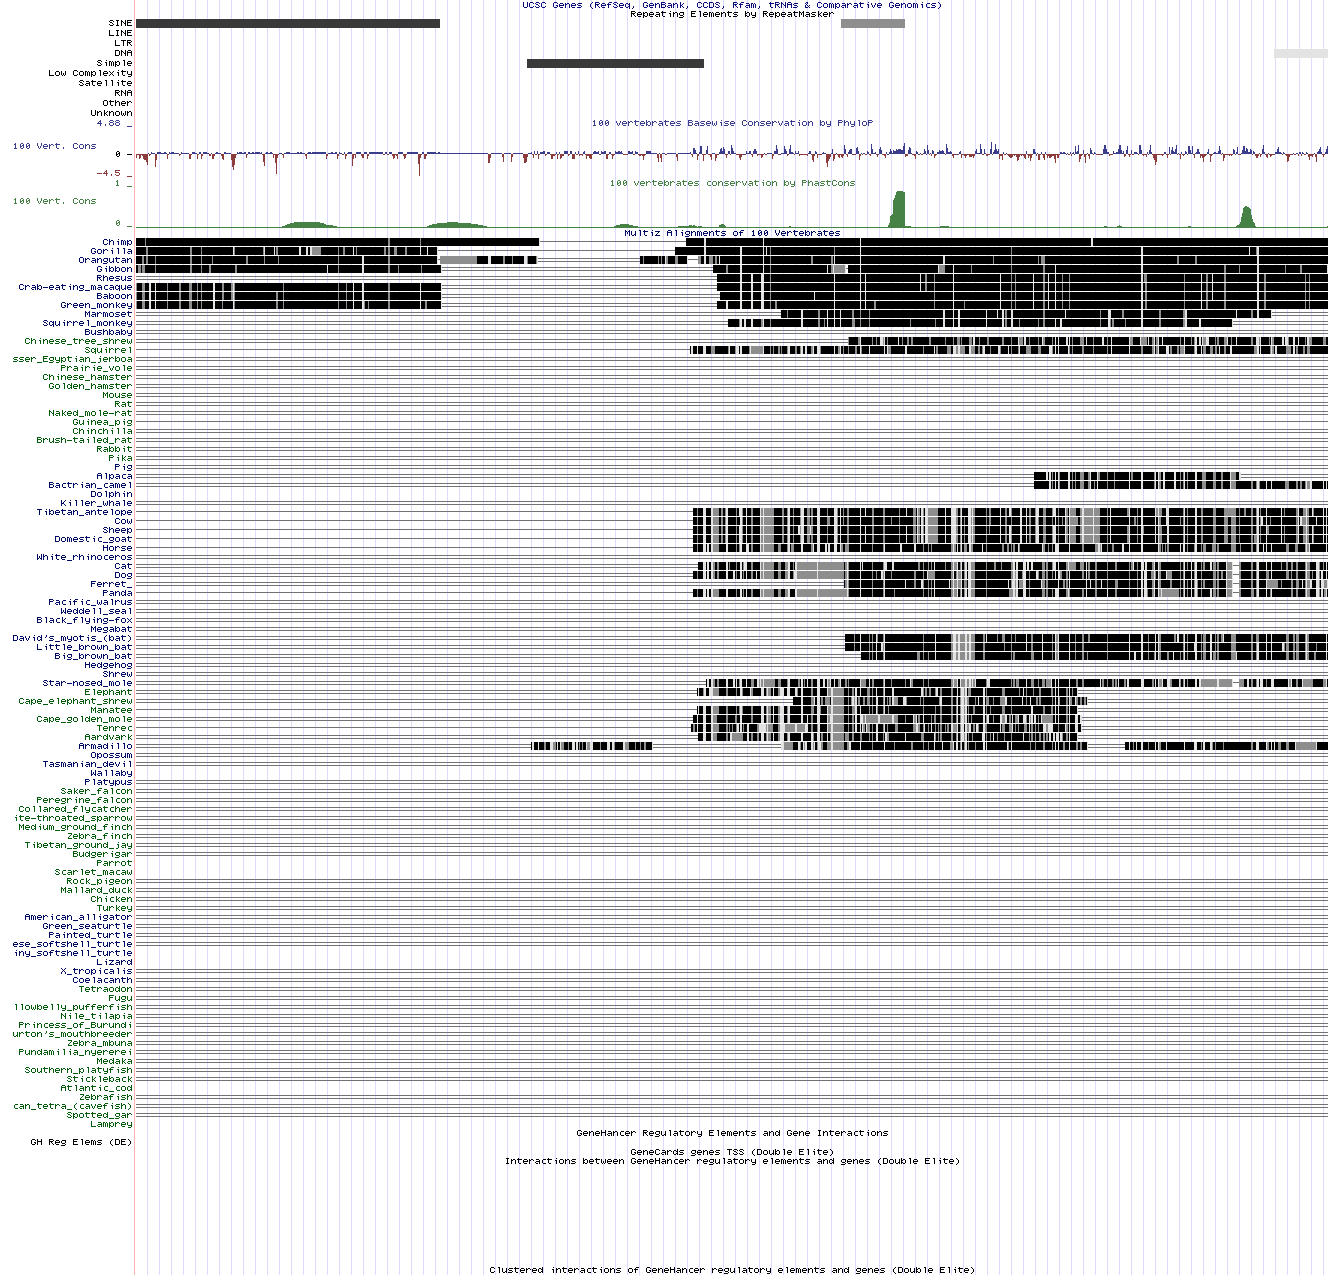 UCSC Genes (RefSeq, GenBank, CCDS, Rfam, tRNAs & Comparative Genomics)
Repeating Elements by RepeatMasker
SINE
LINE
LTR
DNA
Simple
Low Complexity
Satellite
RNA
Other
Unknown
4.88 _
100 vertebrates Basewise Conservation by PhyloP
100 Vert. Cons
0 -
-4.5 _
100 vertebrates conservation by PhastCons
1 _
100 Vert. Cons
0 _
Multiz Alignments of 100 Vertebrates
Chimp
Gorilla
Orangutan
Gibbon
Rhesus
Crab-eating_macaque
Baboon
Green_monkey
Marmoset
Squirrel_monkey
Bushbaby
Chinese_tree_shrew
Squirrel
sser_Egyptian_jerboa
Prairie_vole
Chinese_hamster
Golden_hamster
Mouse
Rat
Naked_mole-rat
Guinea_pig
Chinchilla
Brush-tailed_rat
Rabbit
Pika
Pig
Alpaca
Bactrian_camel
Dolphin
Killer_whale
Tibetan_antelope
Cow
Sheep
Domestic_goat
Horse
White_rhinoceros
Cat
Dog
Ferret_
Panda
Pacific_walrus
Weddell_seal
Black_flying-fox
Megabat
David's_myotis_(bat)
Little_brown_bat
Big_brown_bat
Hedgehog
Shrew
Star-nosed_mole
Elephant
Cape_elephant_shrew
Manatee
Cape_golden_mole
Tenrec
Aardvark
Armadillo
Opossum
Tasmanian_devil
Wallaby
Platypus
Saker_falcon
Peregrine_falcon
Collared_flycatcher
ite-throated_sparrow
Medium_ground_finch
Zebra_finch
Tibetan_ground_jay
Budgerigar
Parrot
Scarlet_macaw
Rock_pigeon
Mallard_duck
Chicken
Turkey
American_alligator
Green_seaturtle
Painted_turtle
ese_softshell_turtle
iny_softshell_turtle
Lizard
X_tropicalis
Coelacanth
Tetraodon
Fugu
llowbelly_pufferfish
Nile_tilapia
Princess_of_Burundi
urton's_mouthbreeder
Zebra_mbuna
Pundamilia_nyererei
Medaka
Southern_platyfish
Stickleback
Atlantic_cod
Zebrafish
can_tetra_(cavefish)
Spotted_gar
Lamprey
GeneHancer Regulatory Elements and Gene Interactions
GH Reg Elems (DE)
GeneCards genes TSS (Double Elite)
Interactions between GeneHancer regulatory elements and genes (Double Elite)
Clustered interactions of GeneHancer regulatory elements and genes (Double Elite)